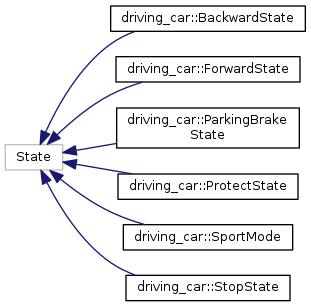 driving_car::BackwardState
driving_car::ForwardState
driving_car::ParkingBrake
State
State
driving_car::ProtectState
driving_car::SportMode
driving_car::StopState